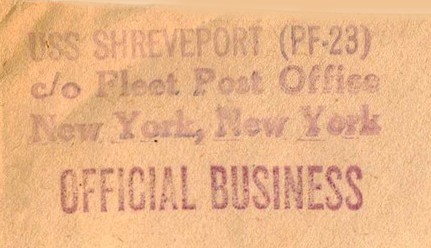 USS SHREVEPORT (PF-23)
c/o Fleet Post Office
New York, New York
OFFICIAL BUSINESS